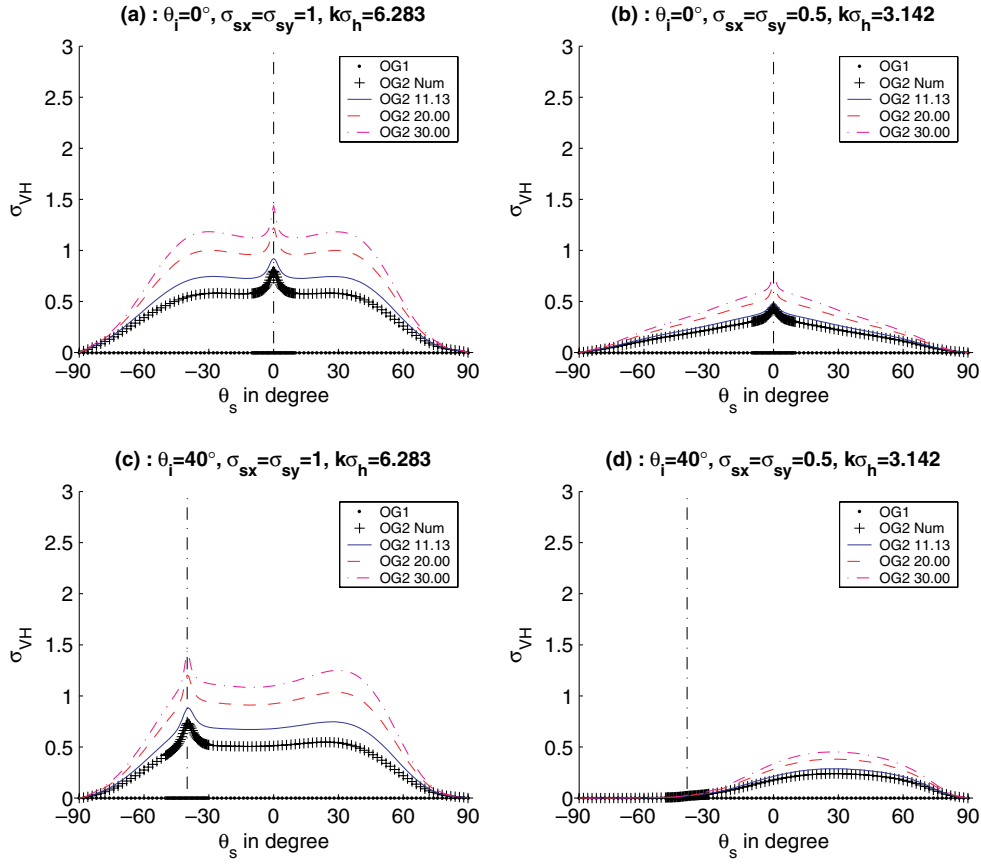 (a) : θi=0°, σsx=σsy=1, kσh=6.283
3
2.5
2
1.5
1
0.5
0
σVH
OG1
OG2 Num
OG2 11.13
OG2 20.00
OG2 30.00
−90 −60 −30 0 30 60 90
θs in degree
(b) : θi=0°, σsx=σsy=0.5, kσh=3.142
3
2.5
2
1.5
1
0.5
0
σVH
OG1
OG2 Num
OG2 11.13
OG2 20.00
OG2 30.00
−90 −60 −30 0 30 60 90
θs in degree
(c) : θi=40°, σsx=σsy=1, kσh=6.283
3
2.5
2
1.5
1
0.5
0
σVH
OG1
OG2 Num
OG2 11.13
OG2 20.00
OG2 30.00
−90 −60 −30 0 30 60 90
θs in degree
(d) : θi=40°, σsx=σsy=0.5, kσh=3.142
3
2.5
2
1.5
1
0.5
0
σVH
OG1
OG2 Num
OG2 11.13
OG2 20.00
OG2 30.00
−90 −60 −30 0 30 60 90
θs in degree